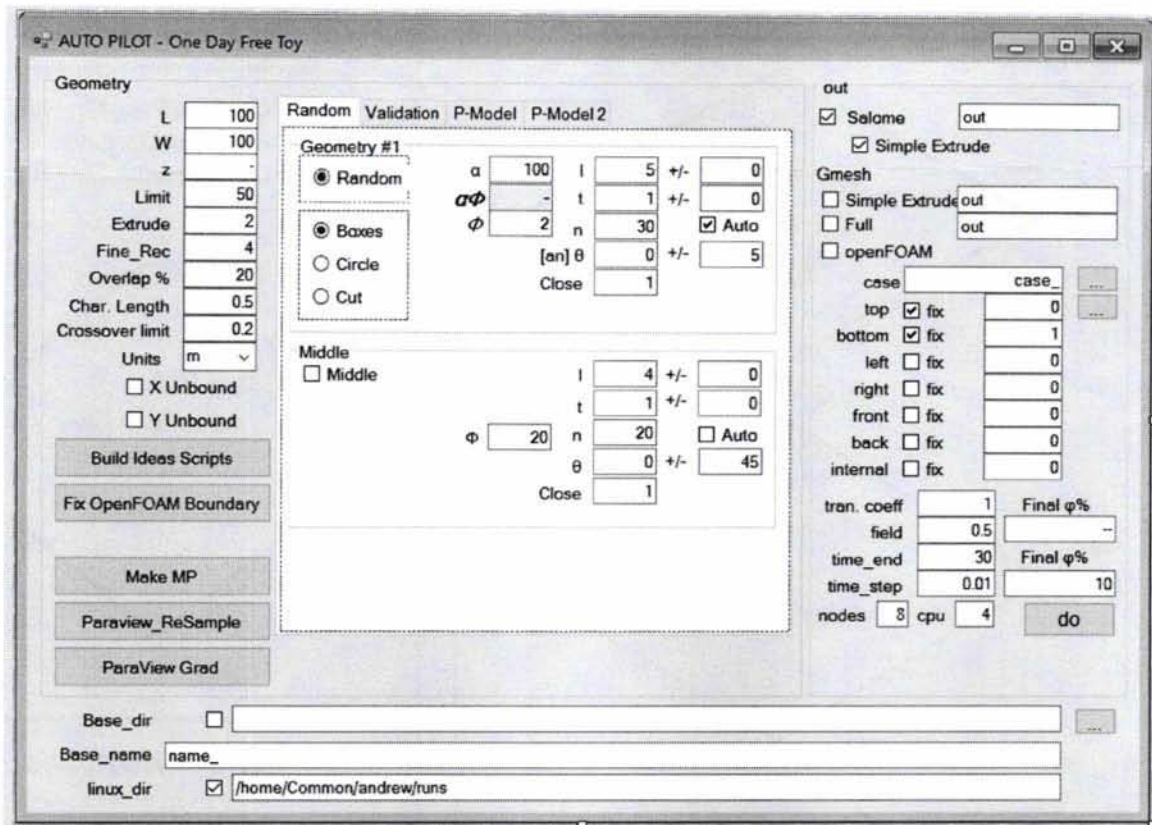 AUTO PILOT - One Day Free Toy
Geometry
L 100
W 100
z -
Limit 50
Extrude 2
Fine_Rec 4
Overlap % 20
Char. Length 0.5
Crossover limit 0.2
Units m
X Unbound
Y Unbound
Build Ideas Scripts
Fix OpenFOAM Boundary
Make MP
Paraview_ReSample
ParaView Grad
Random Validation P-Model P-Model 2
Geometry #1
Random
Boxes
Circle
Cut
α 100 l 5 +/- 0
αΦ - t 1 +/- 0
Φ 2 n 30 Auto
[an] θ 0 +/- 5
Close 1
Middle
Middle
l 4 +/- 0
t 1 +/- 0
Φ 20 n 20 Auto
θ 0 +/- 45
Close 1
out
Salome out
Simple Extrude
Gmesh
Simple Extrude out
Full out
openFOAM
case case_ ...
top fix 0 ...
bottom fix 1
left fix 0
right fix 0
front fix 0
back fix 0
internal fix 0
tran. coeff 1 Final φ%
field 0.5 --
time_end 30 Final φ%
time_step 0.01 10
nodes 8 cpu 4 do
Base_dir ...
Base_name name_
linux_dir /home/Common/andrew/runs